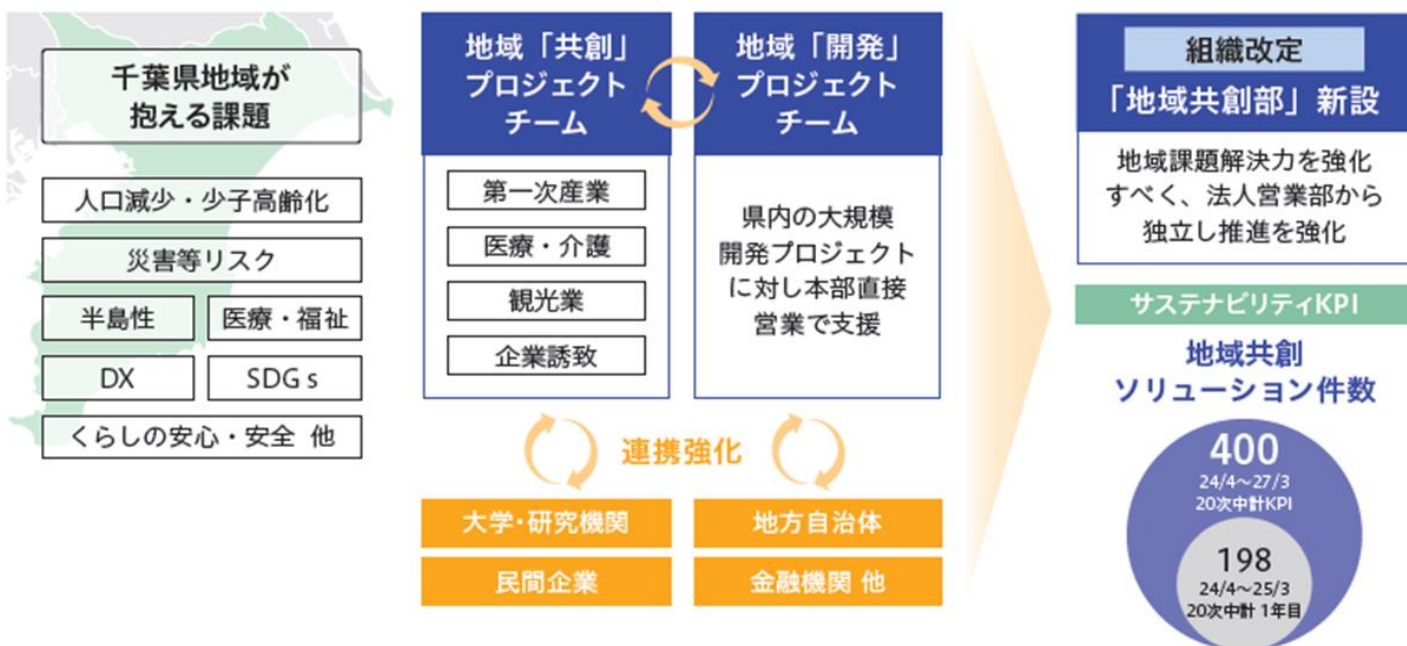 千葉県地域が
抱える課題
人口減少・少子高齢化
災害等リスク
半島性
医療・福祉
DX
SDG s
くらしの安心・安全 他
地域「共創」
プロジェクト
チーム
第一次産業
医療・介護
観光業
企業誘致
地域「開発」
プロジェクト
チーム
県内の大規模
開発プロジェクト
に対し本部直接
営業で支援
連携強化
大学・研究機関
地方自治体
民間企業
金融機関 他
組織改定
「地域共創部」新設
地域課題解決力を強化
すべく、法人営業部から
独立し推進を強化
サステナビリティKPI
地域共創
ソリューション件数
400
24/4～27/3
20次中計KPI
198
24/4～25/3
20次中計 1年目